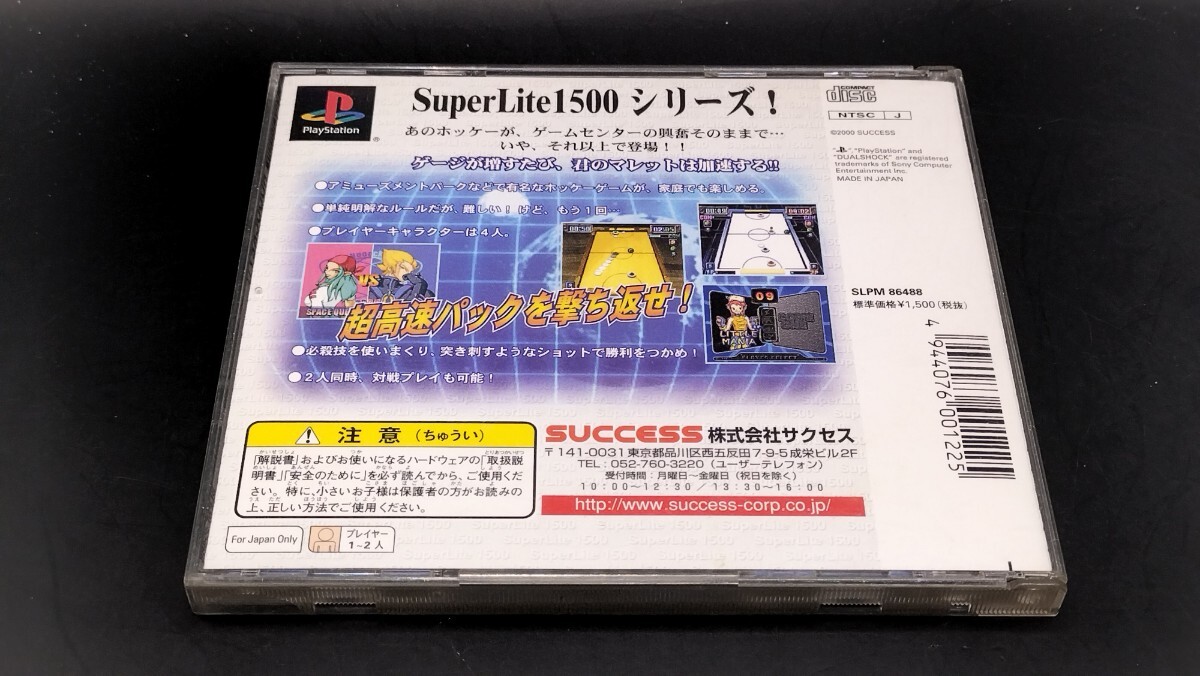 PlayStation
SuperLite1500 シリーズ！
あのホッケーが、ゲームセンターの興奮そのままで…
いや、それ以上で登場！！
ゲージが増すたび、君のマレットは加速する!!
●アミューズメントパークなどで有名なホッケーゲームが、家庭でも楽しめる。
●単純明解なルールだが、難しい！けど、もう1回…
●プレイヤーキャラクターは4人。
VS
SPACE QU
00:50
02:05
00:49
09:02
09
LITTLE
MANIA
超高速パックを撃ち返せ！
●必殺技を使いまくり、突き刺すようなショットで勝利をつかめ！
●2人同時、対戦プレイも可能！
COMPACT
disc
NTSC J
©2000 SUCCESS
"PlayStation" and
"DUALSHOCK" are registered
trademarks of Sony Computer
Entertainment Inc.
MADE IN JAPAN
SLPM 86488
標準価格¥1,500(税抜)
4 944076 001225
注意（ちゅうい）
「解説書」およびお使いになるハードウェアの「取扱説
明書」「安全のために」を必ず読んでから、ご使用くだ
さい。特に、小さいお子様は保護者の方がお読みの
上、正しい方法でご使用ください。
SUCCESS 株式会社サクセス
〒141-0031 東京都品川区西五反田7-9-5成栄ビル2F
TEL：052-760-3220（ユーザーテレフォン）
受付時間：月曜日～金曜日（祝日を除く）
10：00～12：30／13：30～16：00
http://www.success-corp.co.jp/
For Japan Only
プレイヤー
1～2人